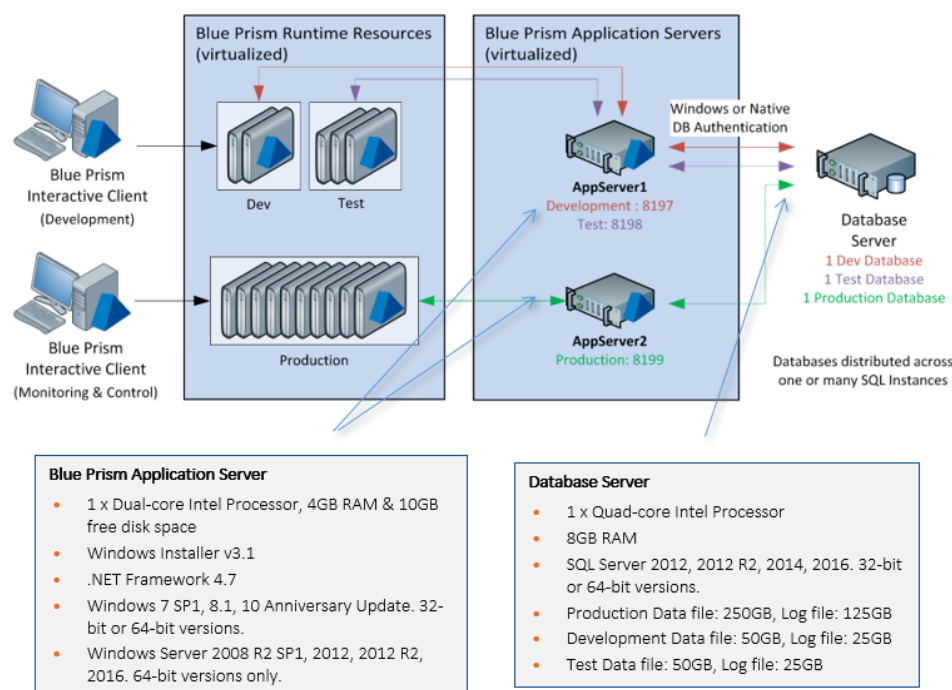 Blue Prism Runtime Resources
(virtualized)
Blue Prism Application Servers
(virtualized)
Blue Prism
Interactive Client
(Development)
Dev
Test
Windows or Native
DB Authentication
AppServer1
Development : 8197
Test: 8198
Database
Server
1 Dev Database
1 Test Database
1 Production Database
Blue Prism
Interactive Client
(Monitoring & Control)
Production
AppServer2
Production: 8199
Databases distributed across
one or many SQL Instances
Blue Prism Application Server
• 1 x Dual-core Intel Processor, 4GB RAM & 10GB
free disk space
• Windows Installer v3.1
• .NET Framework 4.7
• Windows 7 SP1, 8.1, 10 Anniversary Update. 32-
bit or 64-bit versions.
• Windows Server 2008 R2 SP1, 2012, 2012 R2,
2016. 64-bit versions only.
Database Server
• 1 x Quad-core Intel Processor
• 8GB RAM
• SQL Server 2012, 2012 R2, 2014, 2016. 32-bit
or 64-bit versions.
• Production Data file: 250GB, Log file: 125GB
• Development Data file: 50GB, Log file: 25GB
• Test Data file: 50GB, Log file: 25GB